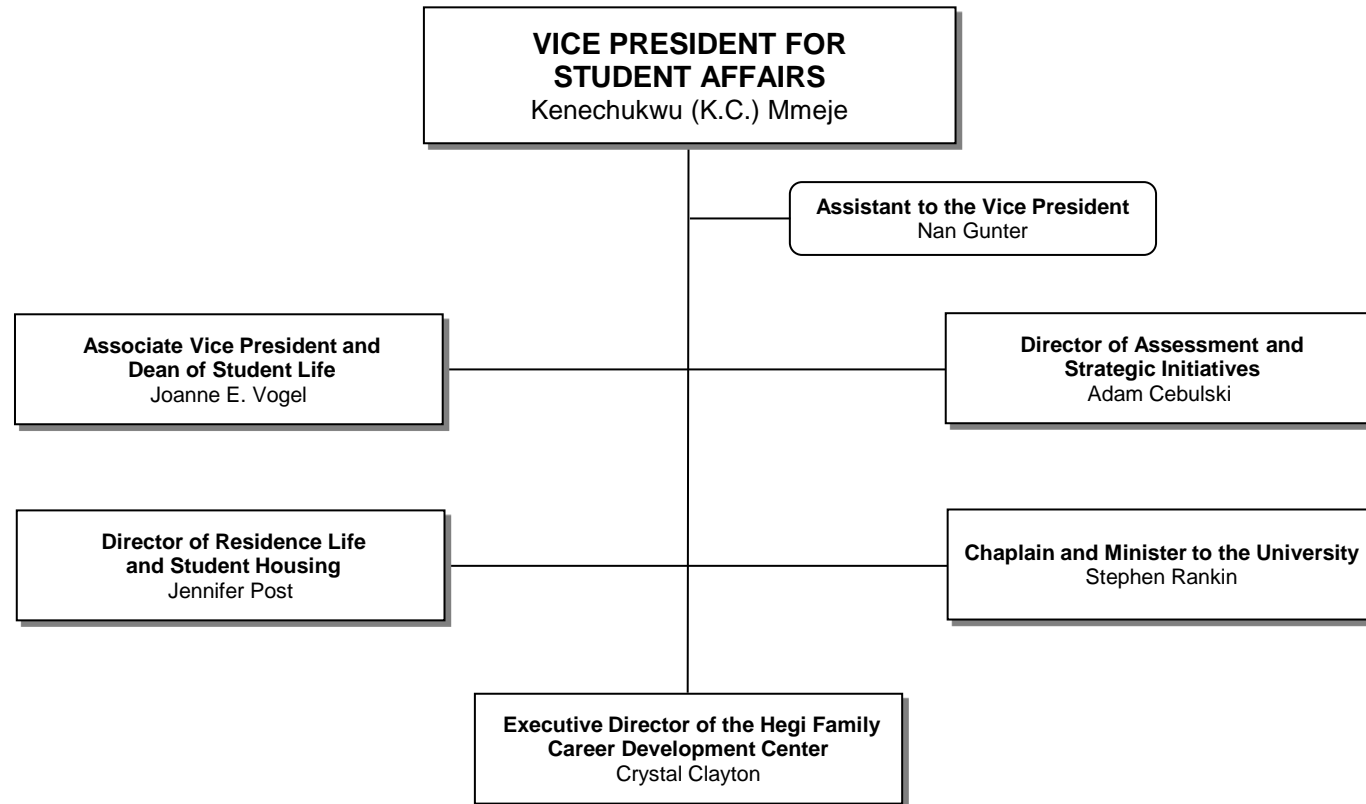 VICE PRESIDENT FOR
STUDENT AFFAIRS
Kenechukwu (K.C.) Mmeje
Assistant to the Vice President
Nan Gunter
Associate Vice President and
Dean of Student Life
Joanne E. Vogel
Director of Assessment and
Strategic Initiatives
Adam Cebulski
Director of Residence Life
and Student Housing
Jennifer Post
Chaplain and Minister to the University
Stephen Rankin
Executive Director of the Hegi Family
Career Development Center
Crystal Clayton